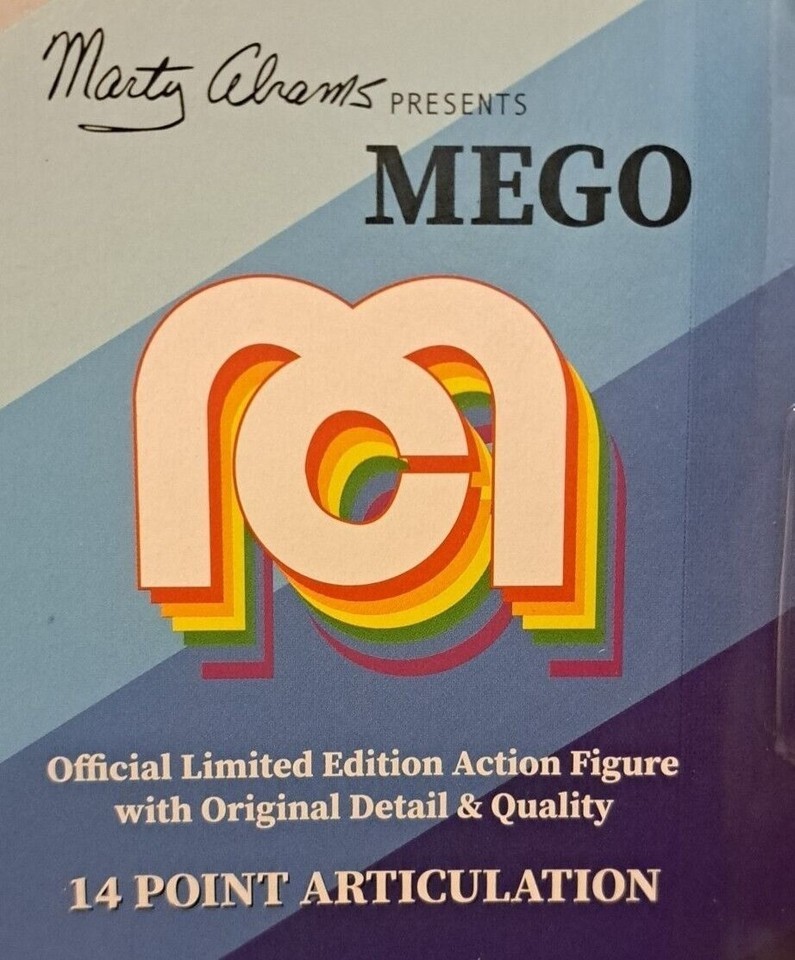 Marty Abrams PRESENTS
MEGO
Official Limited Edition Action Figure
with Original Detail & Quality
14 POINT ARTICULATION